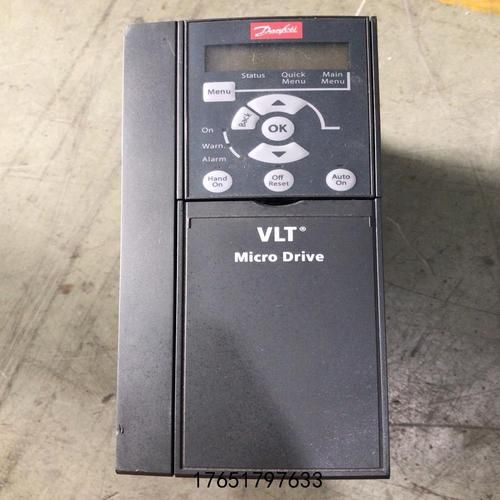 Danfoss
Status
Quick
Menu
Main
Menu
Menu
Back
OK
On
Warn.
Alarm
Hand
On
Off
Reset
Auto
On
VLT®
Micro Drive
17651797633